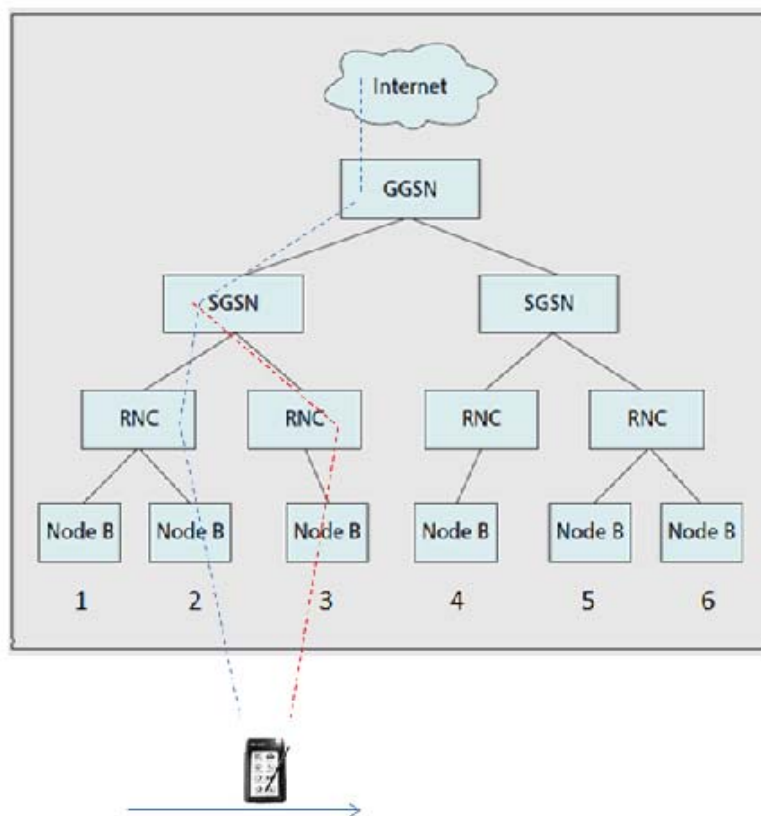 Internet
GGSN
SGSN SGSN
RNC RNC RNC RNC
Node B Node B Node B Node B Node B Node B
1 2 3 4 5 6